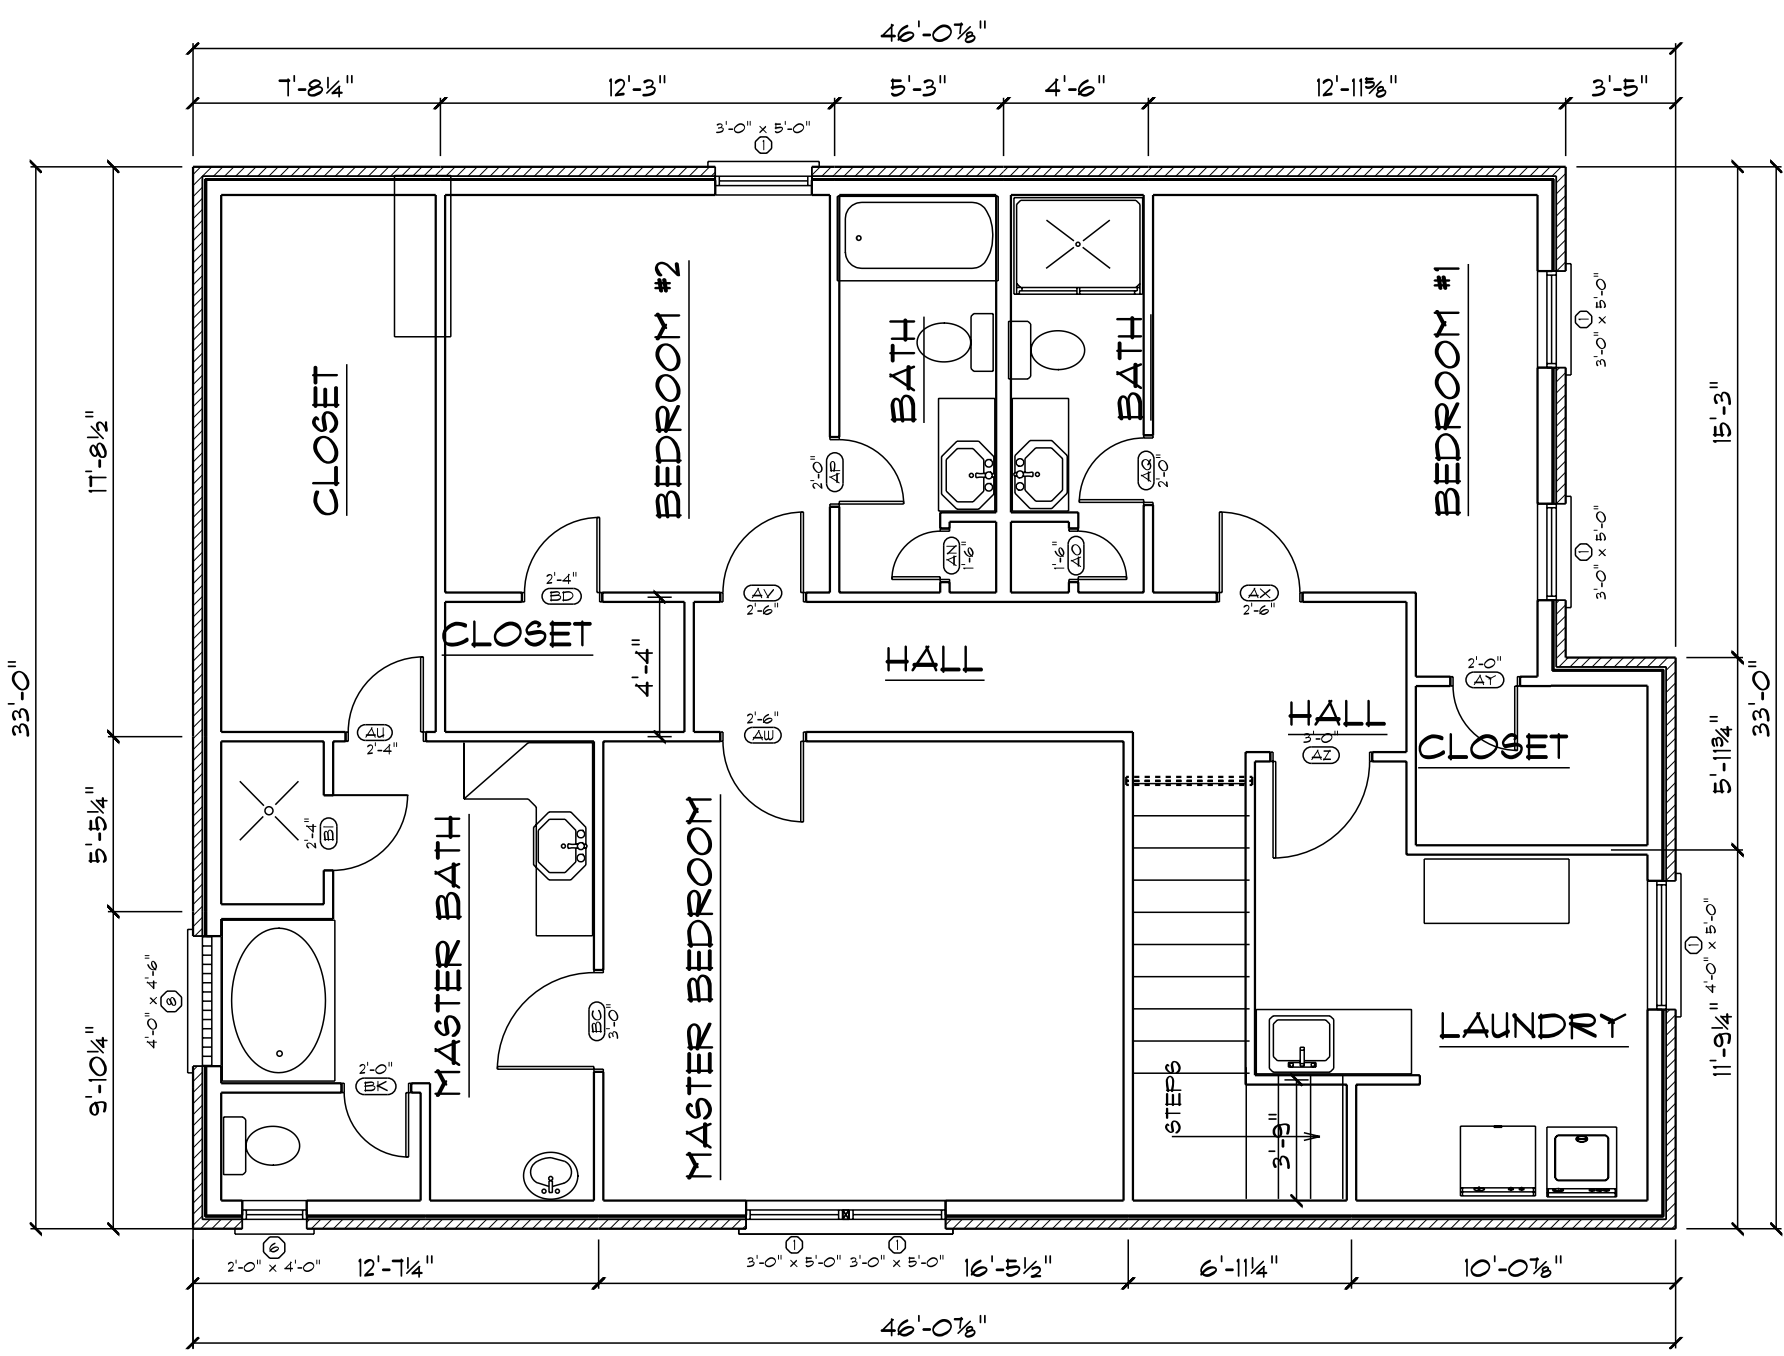 46'-0⅞"
7'-8¼"
12'-3"
5'-3"
4'-6"
12'-11⅝"
3'-5"
3'-0" x 5'-0"
1
33'-0"
17'-8½"
5'-5¼"
9'-10¼"
CLOSET
BEDROOM #2
BATH
BATH
BEDROOM #1
1
3'-0" x 5'-0"
1
3'-0" x 5'-0"
15'-3"
5'-11¾"
11'-9¼"
33'-0"
2'-0"
AP
AQ
2'-0"
AN
1'-6"
1'-6"
AO
2'-4"
BD
AV
2'-6"
AX
2'-6"
CLOSET
4'-4"
HALL
2'-0"
AY
HALL
3'-0"
AZ
CLOSET
AU
2'-4"
2'-6"
AW
2'-4"
BI
MASTER BATH
MASTER BEDROOM
4'-0" x 4'-6"
8
BC
3'-0"
2'-0"
BK
STEPS
3'-9"
LAUNDRY
1
4'-0" x 5'-0"
6
2'-0" x 4'-0"
1
1
3'-0" x 5'-0"
3'-0" x 5'-0"
12'-7¼"
16'-5½"
6'-11¼"
10'-0⅞"
46'-0⅞"